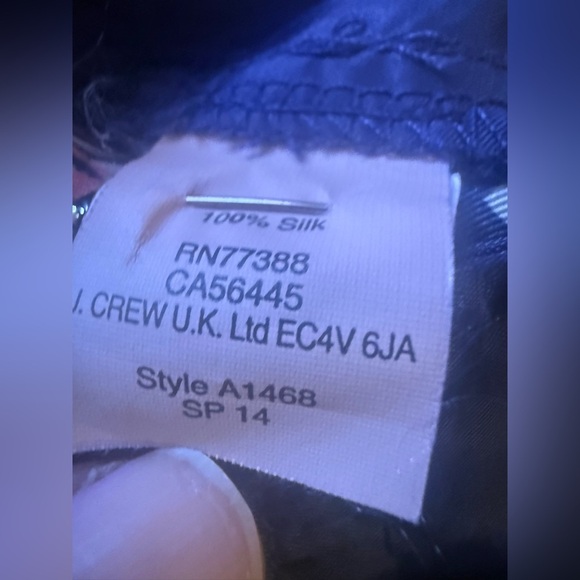 100% Silk
RN77388
CA56445
J. CREW U.K. Ltd EC4V 6JA
Style A1468
SP 14